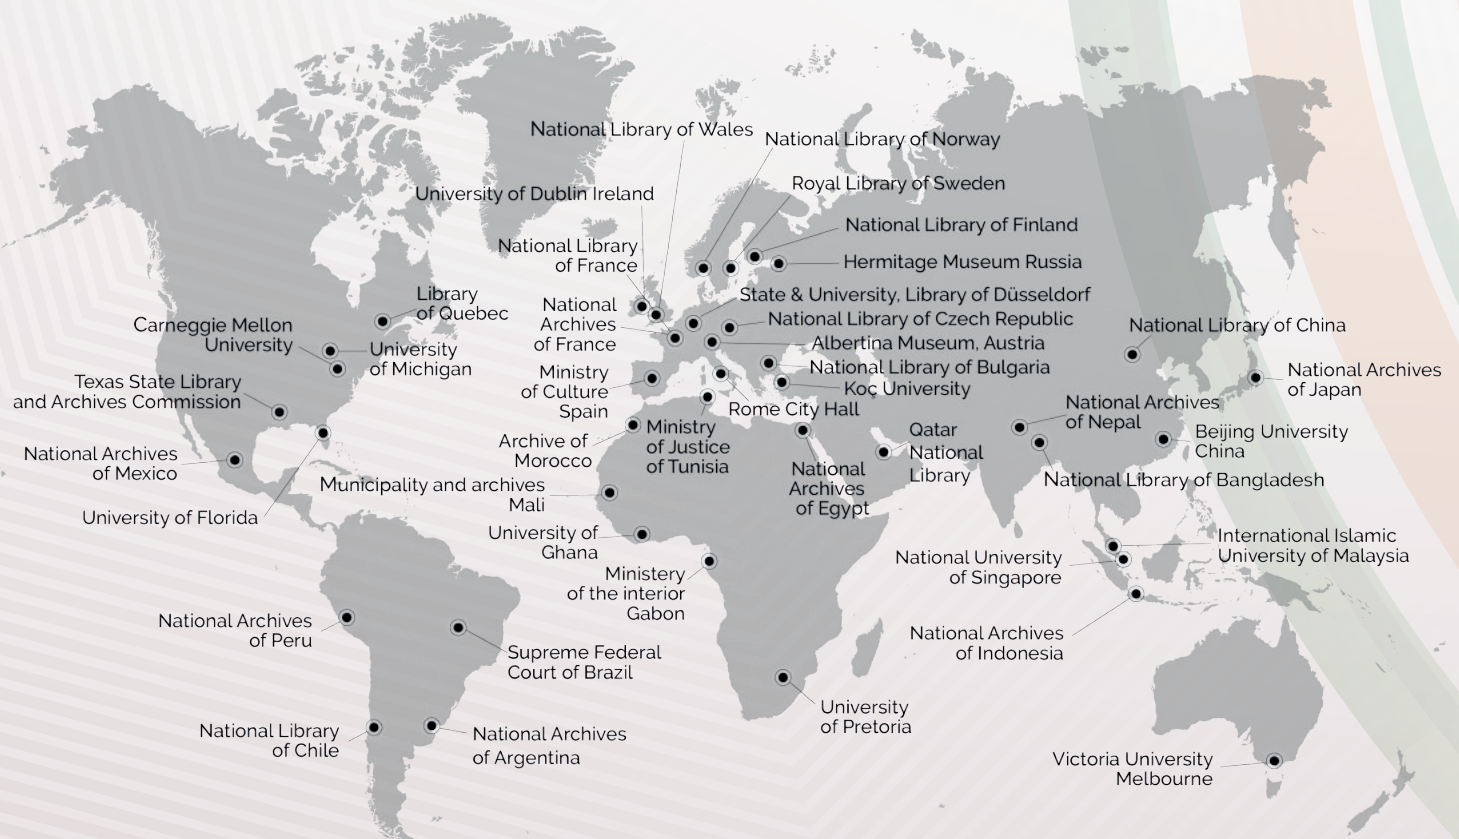 National Library of Wales
National Library of Norway
University of Dublin Ireland
Royal Library of Sweden
National Library
of France
National Library of Finland
Hermitage Museum Russia
Library
of Quebec
National
Archives
of France
State & University, Library of Düsseldorf
National Library of Czech Republic
Albertina Museum, Austria
National Library of Bulgaria
Koç University
Carneggie Mellon
University
University
of Michigan
Texas State Library
and Archives Commission
Ministry
of Culture
Spain
Rome City Hall
National Library of China
National Archives
of Japan
National Archives
of Mexico
Archive of
Morocco
Ministry
of Justice
of Tunisia
National
Archives
of Egypt
Qatar
National
Library
National Archives
of Nepal
Beijing University
China
National Library of Bangladesh
University of Florida
Municipality and archives
Mali
University of
Ghana
Ministery
of the interior
Gabon
National University
of Singapore
International Islamic
University of Malaysia
National Archives
of Peru
Supreme Federal
Court of Brazil
National Archives
of Indonesia
National Library
of Chile
National Archives
of Argentina
University
of Pretoria
Victoria University
Melbourne